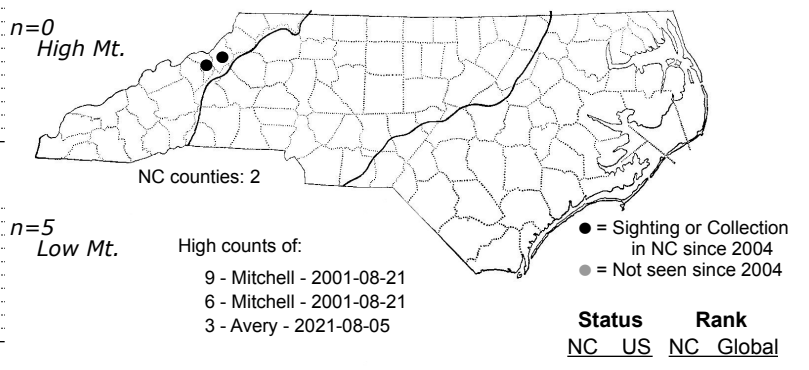 n=0
High Mt.
NC counties: 2
n=5
Low Mt.
High counts of:
9 - Mitchell - 2001-08-21
6 - Mitchell - 2001-08-21
3 - Avery - 2021-08-05
● = Sighting or Collection
in NC since 2004
● = Not seen since 2004
Status Rank
NC US NC Global